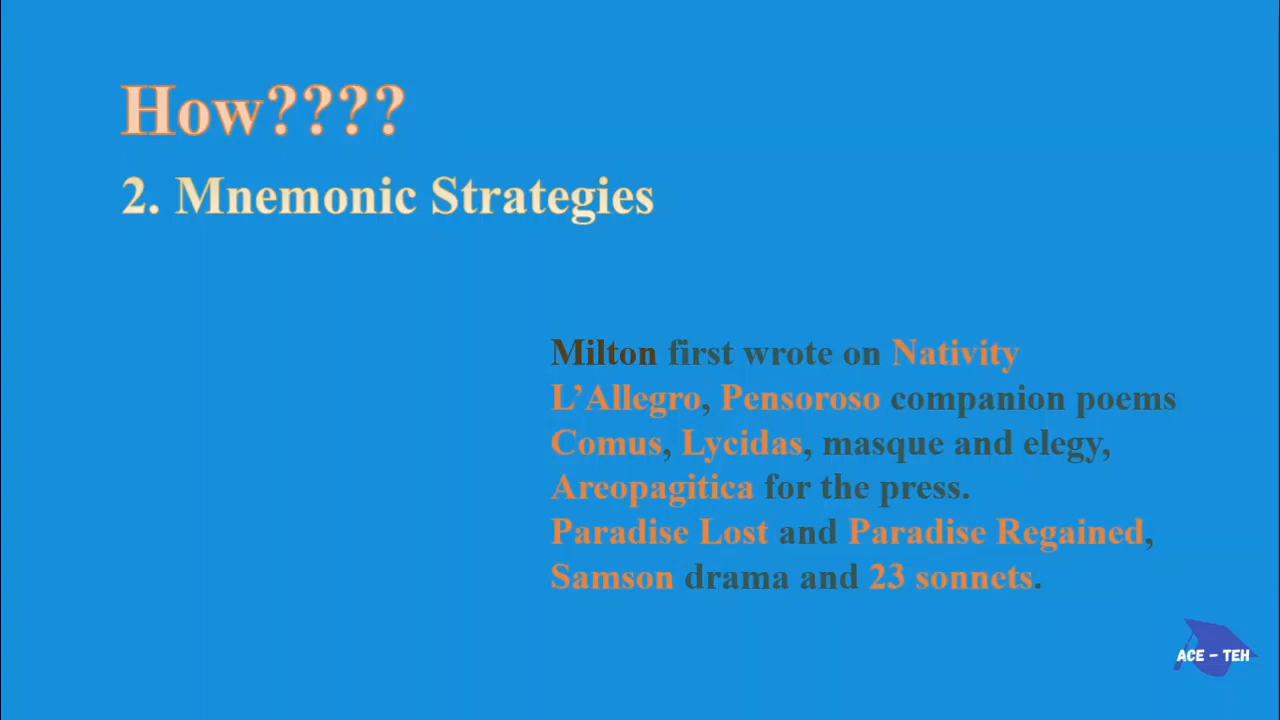 How????
2. Mnemonic Strategies
Milton first wrote on Nativity
L’Allegro, Pensoroso companion poems
Comus, Lycidas, masque and elegy,
Areopagitica for the press.
Paradise Lost and Paradise Regained,
Samson drama and 23 sonnets.
ACE – TEH